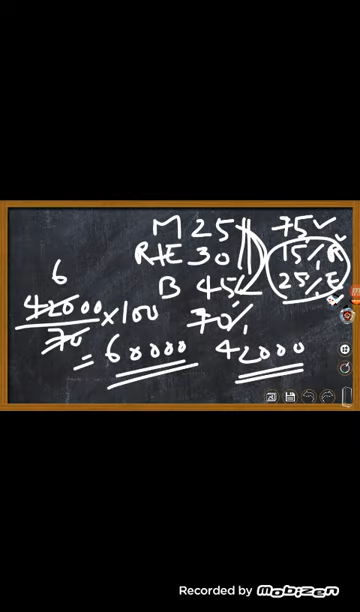 M 25 75 ✓
R+E 30 15% R
B 45% 25% E
6
42000 × 100 70%
70
= 60000 42000
Recorded by Mobizen